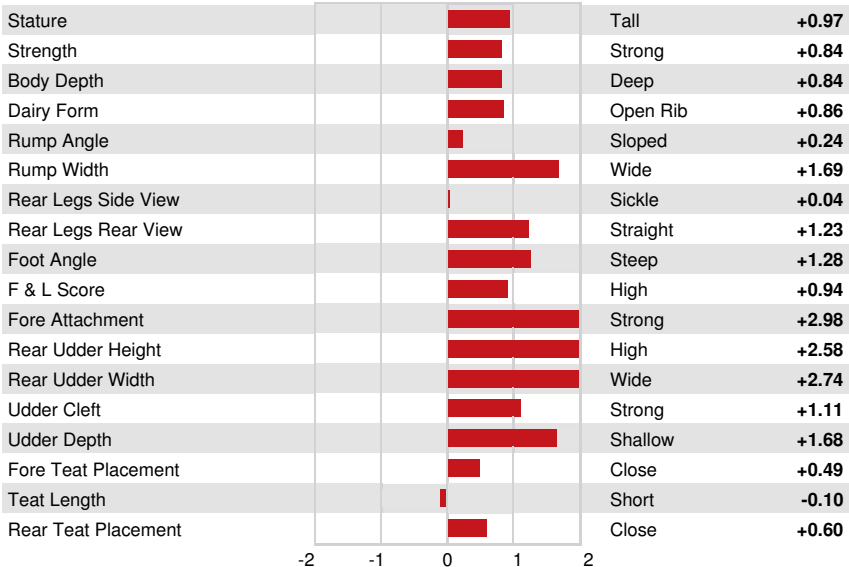 Stature Tall +0.97
Strength Strong +0.84
Body Depth Deep +0.84
Dairy Form Open Rib +0.86
Rump Angle Sloped +0.24
Rump Width Wide +1.69
Rear Legs Side View Sickle +0.04
Rear Legs Rear View Straight +1.23
Foot Angle Steep +1.28
F & L Score High +0.94
Fore Attachment Strong +2.98
Rear Udder Height High +2.58
Rear Udder Width Wide +2.74
Udder Cleft Strong +1.11
Udder Depth Shallow +1.68
Fore Teat Placement Close +0.49
Teat Length Short -0.10
Rear Teat Placement Close +0.60
-2 -1 0 1 2